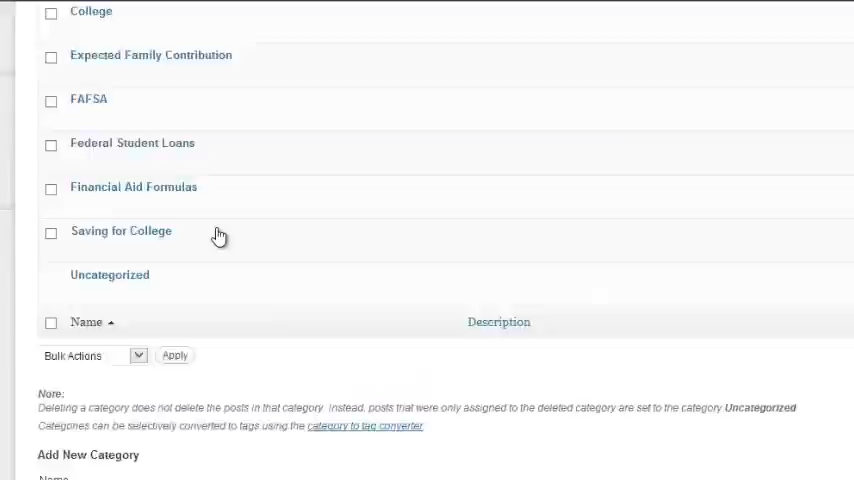 College
Expected Family Contribution
FAFSA
Federal Student Loans
Financial Aid Formulas
Saving for College
Uncategorized
Name Description
Bulk Actions Apply
Note:
Deleting a category does not delete the posts in that category. Instead, posts that were only assigned to the deleted category are set to the category Uncategorized
Categories can be selectively converted to tags using the category to tag converter
Add New Category
Name